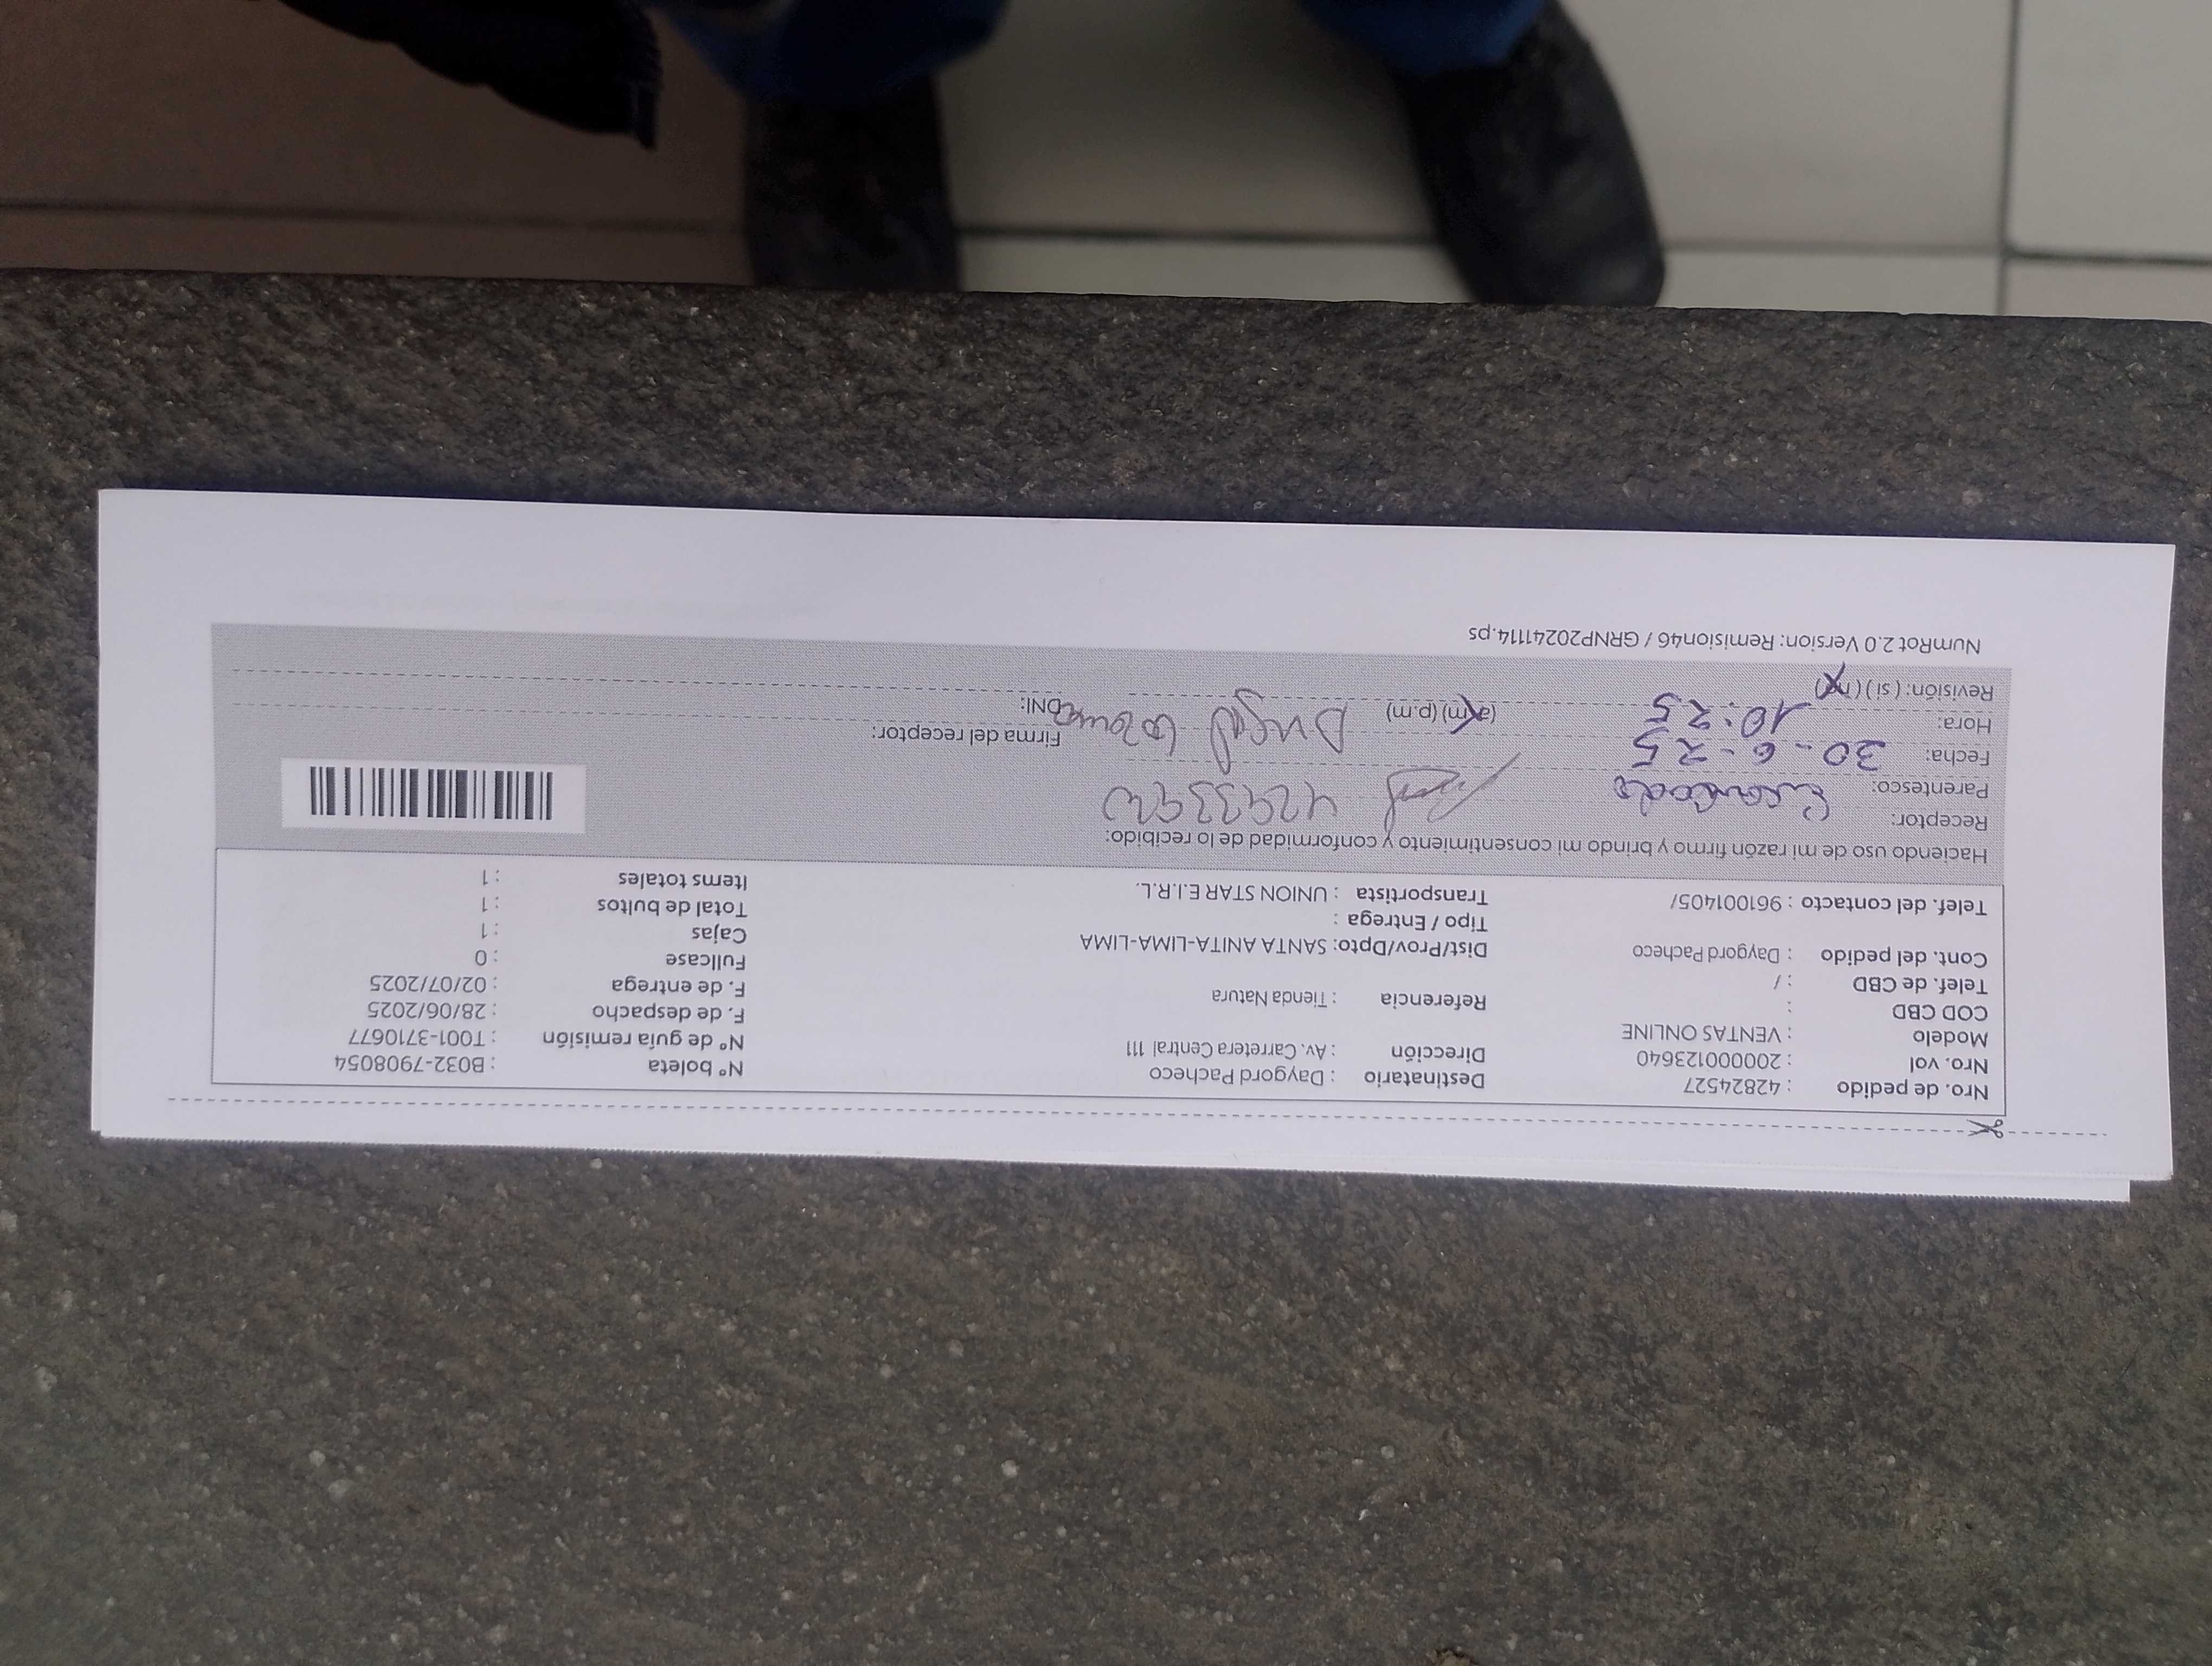 Nro. de pedido : 42824527 Destinatario : Daygord Pacheco N° boleta : B032-7908054
Nro. vol : 200000123640 Dirección : Av. Carretera Central 111 N° de guía remisión : T001-3710677
Modelo : VENTAS ONLINE F. de despacho : 28/06/2025
COD CBD : Referencia : Tienda Natura F. de entrega : 02/07/2025
Telef. de CBD : / Fullcase : 0
Cont. del pedido : Daygord Pacheco Dist/Prov/Dpto: SANTA ANITA-LIMA-LIMA Cajas : 1
Tipo / Entrega : Total de bultos : 1
Telef. del contacto : 961001405/ Transportista : UNION STAR E.I.R.L. Items totales : 1
Haciendo uso de mi razón firmo y brindo mi consentimiento y conformidad de lo recibido:
Receptor:
Parentesco:
Fecha: 30-6-25 Firma del receptor:
Hora: 10:25 (a.m) (p.m) Angel DNI:
Revisión: (si) (no)
NumRot 2.0 Version: Remision46 / GRNP20241114.ps